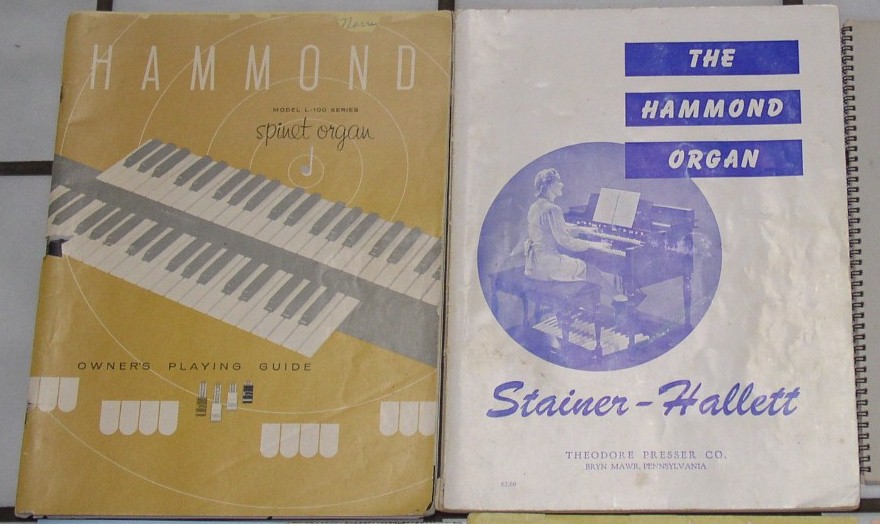 HAMMOND
MODEL L-100 SERIES
spinet organ
OWNER'S PLAYING GUIDE
THE
HAMMOND
ORGAN
Stainer-Hallett
THEODORE PRESSER CO.
BRYN MAWR, PENNSYLVANIA